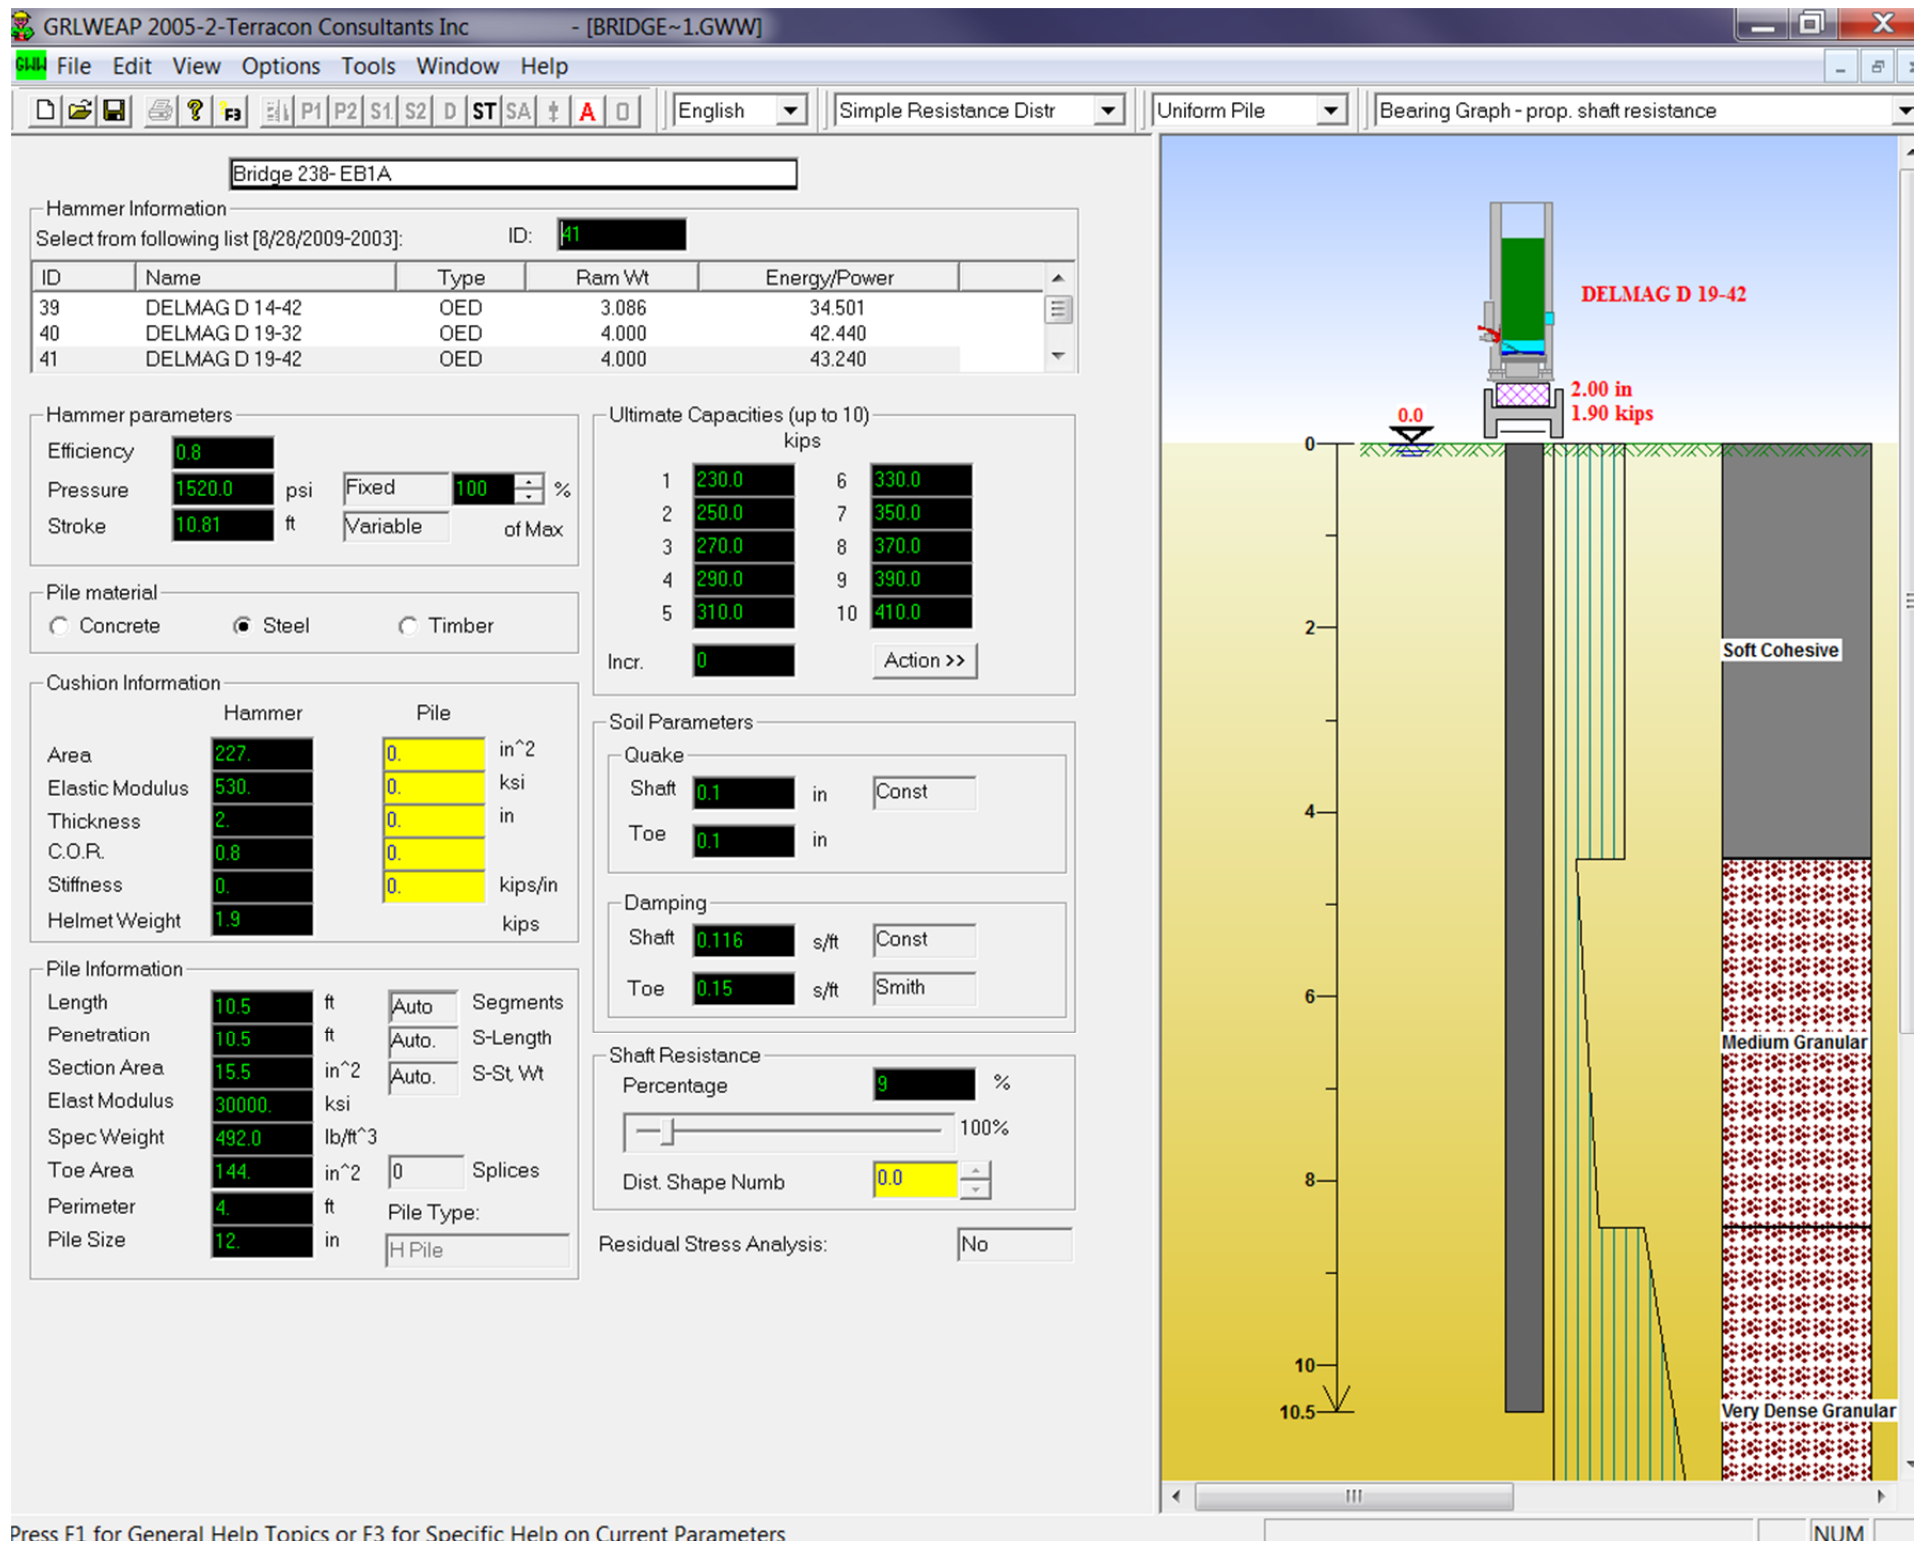 GRLWEAP 2005-2-Terracon Consultants Inc - [BRIDGE~1.GWW]
GWW File Edit View Options Tools Window Help
F3 P1 P2 S1 S2 D ST SA A O English Simple Resistance Distr Uniform Pile Bearing Graph - prop. shaft resistance
Bridge 238- EB1A
Hammer Information
Select from following list [8/28/2009-2003]: ID: 41
ID Name Type Ram Wt Energy/Power
39 DELMAG D 14-42 OED 3.086 34.501
40 DELMAG D 19-32 OED 4.000 42.440
41 DELMAG D 19-42 OED 4.000 43.240
Hammer parameters
Efficiency 0.8
Pressure 1520.0 psi Fixed 100 %
Stroke 10.81 ft Variable of Max
Pile material
Concrete Steel Timber
Cushion Information
Hammer Pile
Area 227. 0. in^2
Elastic Modulus 530. 0. ksi
Thickness 2. 0. in
C.O.R. 0.8 0.
Stiffness 0. 0. kips/in
Helmet Weight 1.9 kips
Pile Information
Length 10.5 ft Auto Segments
Penetration 10.5 ft Auto. S-Length
Section Area 15.5 in^2 Auto. S-St, Wt
Elast Modulus 30000. ksi
Spec Weight 492.0 lb/ft^3
Toe Area 144. in^2 0 Splices
Perimeter 4. ft Pile Type:
Pile Size 12. in H Pile
Ultimate Capacities (up to 10)
kips
1 230.0 6 330.0
2 250.0 7 350.0
3 270.0 8 370.0
4 290.0 9 390.0
5 310.0 10 410.0
Incr. 0 Action >>
Soil Parameters
Quake
Shaft 0.1 in Const
Toe 0.1 in
Damping
Shaft 0.116 s/ft Const
Toe 0.15 s/ft Smith
Shaft Resistance
Percentage 9 %
100%
Dist. Shape Numb 0.0
Residual Stress Analysis: No
DELMAG D 19-42
2.00 in
1.90 kips
0.0
0
2
Soft Cohesive
4
6
Medium Granular
8
10
10.5
Very Dense Granular
Press F1 for General Help Topics or F3 for Specific Help on Current Parameters
NUM